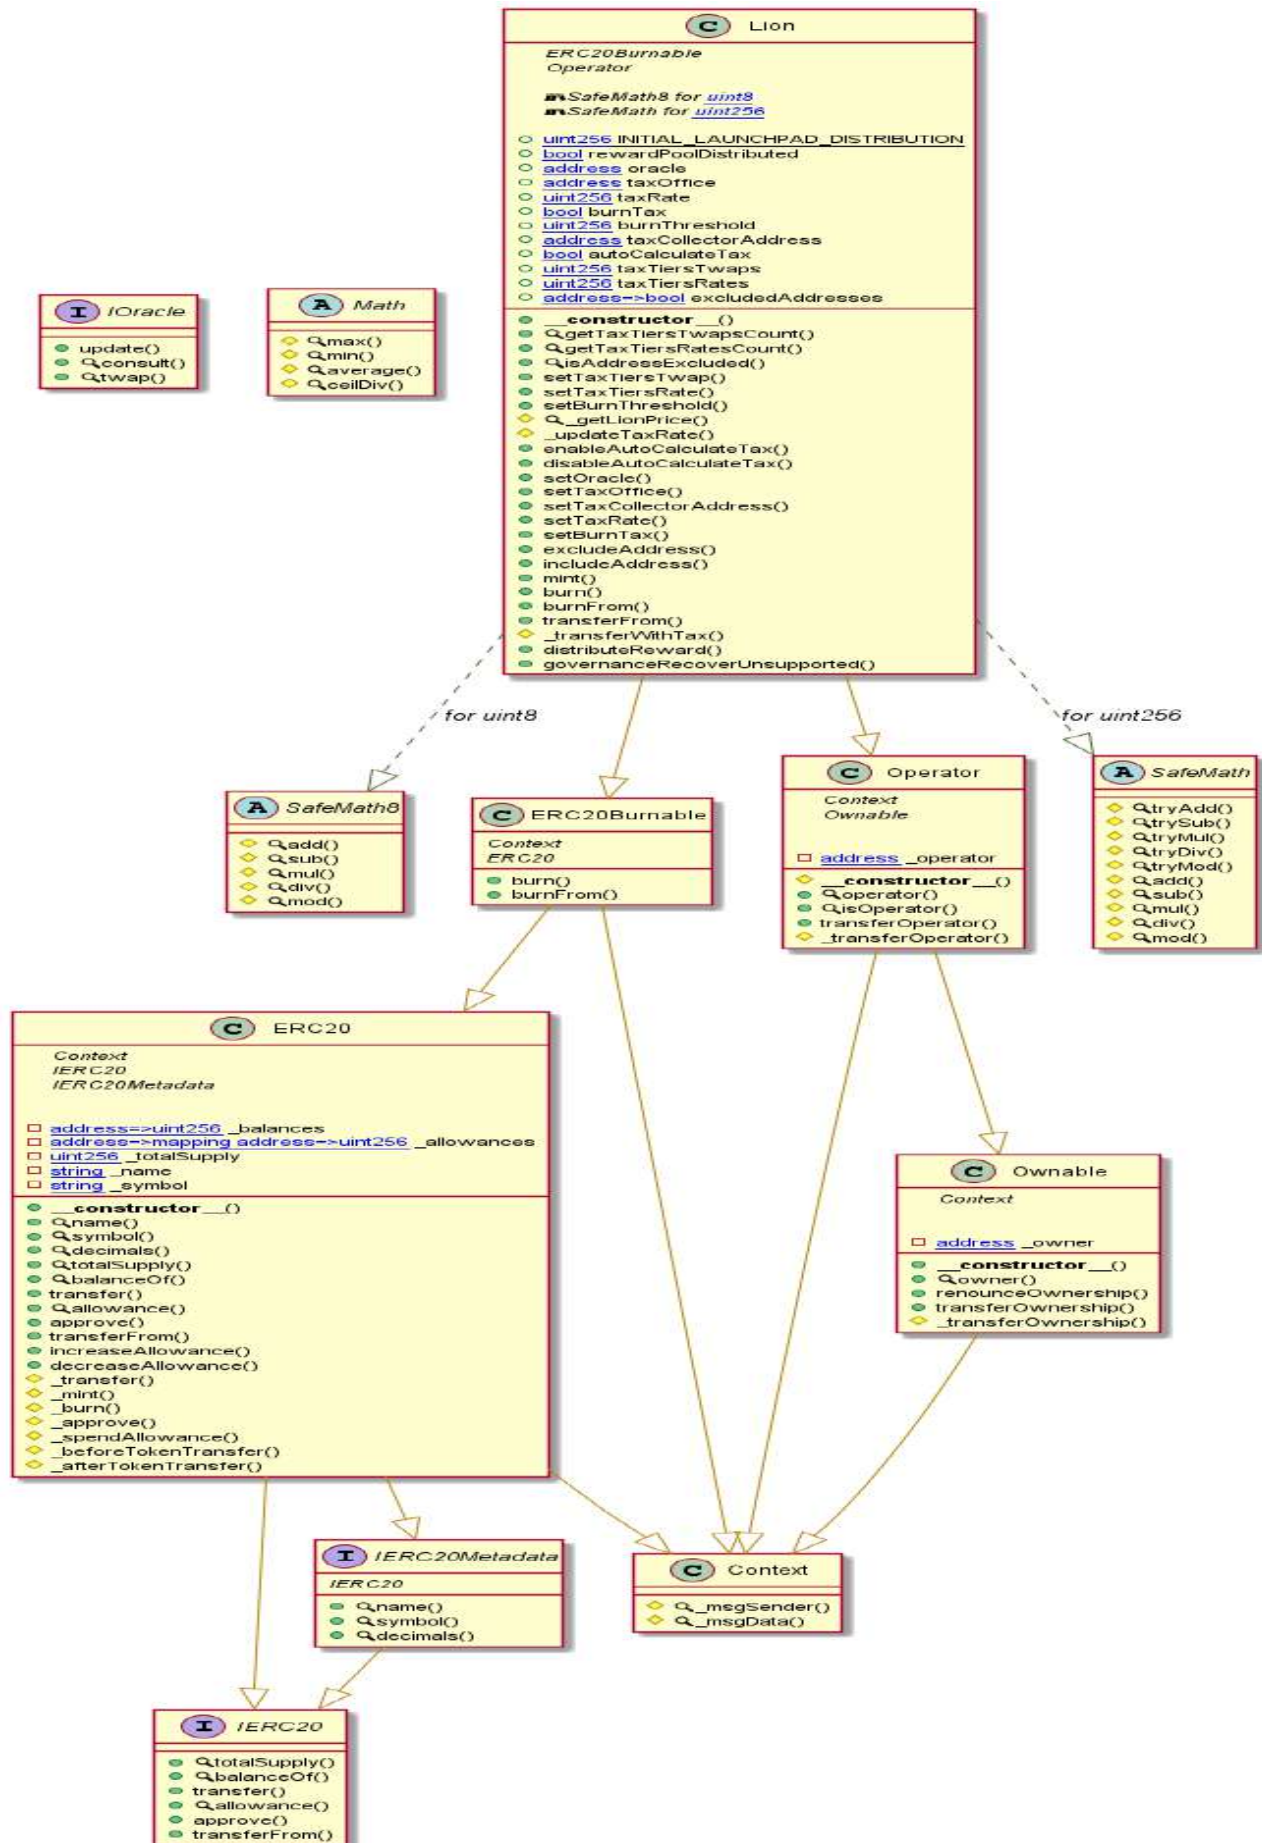 C Lion
ERC20Burnable
Operator
SafeMath8 for uint8
SafeMath for uint256
uint256 INITIAL_LAUNCHPAD_DISTRIBUTION
bool rewardPoolDistributed
address oracle
address taxOffice
uint256 taxRate
bool burnTax
uint256 burnThreshold
address taxCollectorAddress
bool autoCalculateTax
uint256 taxTiersTwaps
uint256 taxTiersRates
address=>bool excludedAddresses
__constructor__()
getTaxTiersTwapsCount()
getTaxTiersRatesCount()
isAddressExcluded()
setTaxTiersTwap()
setTaxTiersRate()
setBurnThreshold()
_getLionPrice()
_updateTaxRate()
enableAutoCalculateTax()
disableAutoCalculateTax()
setOracle()
setTaxOffice()
setTaxCollectorAddress()
setTaxRate()
setBurnTax()
excludeAddress()
includeAddress()
mint()
burn()
burnFrom()
transferFrom()
_transferWithTax()
distributeReward()
governanceRecoverUnsupported()
I IOracle
update()
consult()
twap()
A Math
max()
min()
average()
ceilDiv()
for uint8
for uint256
A SafeMath8
add()
sub()
mul()
div()
mod()
C ERC20Burnable
Context
ERC20
burn()
burnFrom()
C Operator
Context
Ownable
address _operator
__constructor__()
operator()
isOperator()
transferOperator()
_transferOperator()
A SafeMath
tryAdd()
trySub()
tryMul()
tryDiv()
tryMod()
add()
sub()
mul()
div()
mod()
C ERC20
Context
IERC20
IERC20Metadata
address=>uint256 _balances
address=>mapping address=>uint256 _allowances
uint256 _totalSupply
string _name
string _symbol
__constructor__()
name()
symbol()
decimals()
totalSupply()
balanceOf()
transfer()
allowance()
approve()
transferFrom()
increaseAllowance()
decreaseAllowance()
_transfer()
_mint()
_burn()
_approve()
_spendAllowance()
_beforeTokenTransfer()
_afterTokenTransfer()
C Ownable
Context
address _owner
__constructor__()
owner()
renounceOwnership()
transferOwnership()
_transferOwnership()
I IERC20Metadata
IERC20
name()
symbol()
decimals()
C Context
_msgSender()
_msgData()
I IERC20
totalSupply()
balanceOf()
transfer()
allowance()
approve()
transferFrom()